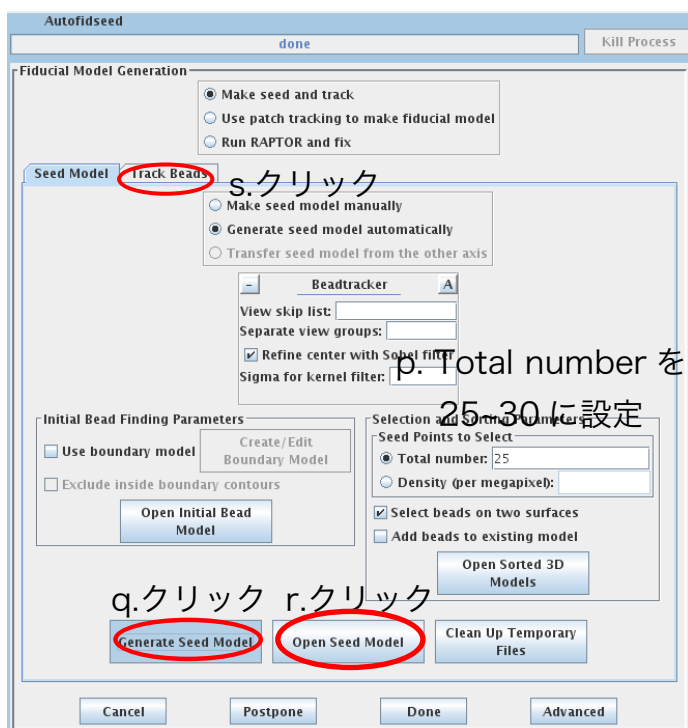 Autofidseed
done
Kill Process
Fiducial Model Generation
Make seed and track
Use patch tracking to make fiducial model
Run RAPTOR and fix
Seed Model
Track Beads
s.クリック
Make seed model manually
Generate seed model automatically
Transfer seed model from the other axis
- Beadtracker A
View skip list:
Separate view groups:
Refine center with Sobel filter
Sigma for kernel filter:
p. Total number を
25–30 に設定
Initial Bead Finding Parameters
Use boundary model
Create/Edit
Boundary Model
Exclude inside boundary contours
Open Initial Bead
Model
Selection and Sorting Parameters
Seed Points to Select
Total number: 25
Density (per megapixel):
Select beads on two surfaces
Add beads to existing model
Open Sorted 3D
Models
q.クリック
r.クリック
Generate Seed Model
Open Seed Model
Clean Up Temporary
Files
Cancel
Postpone
Done
Advanced